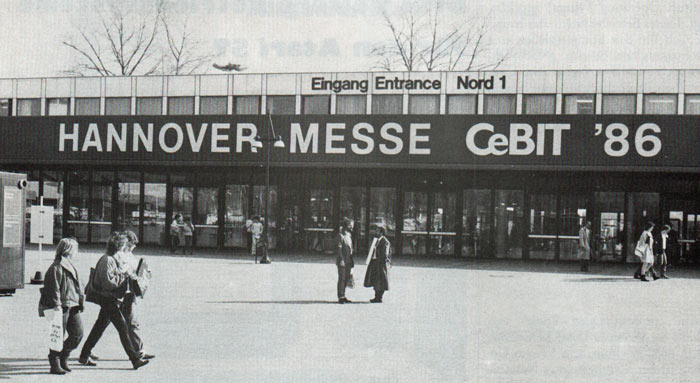 Eingang Entrance Nord 1
HANNOVER-MESSE CeBIT '86